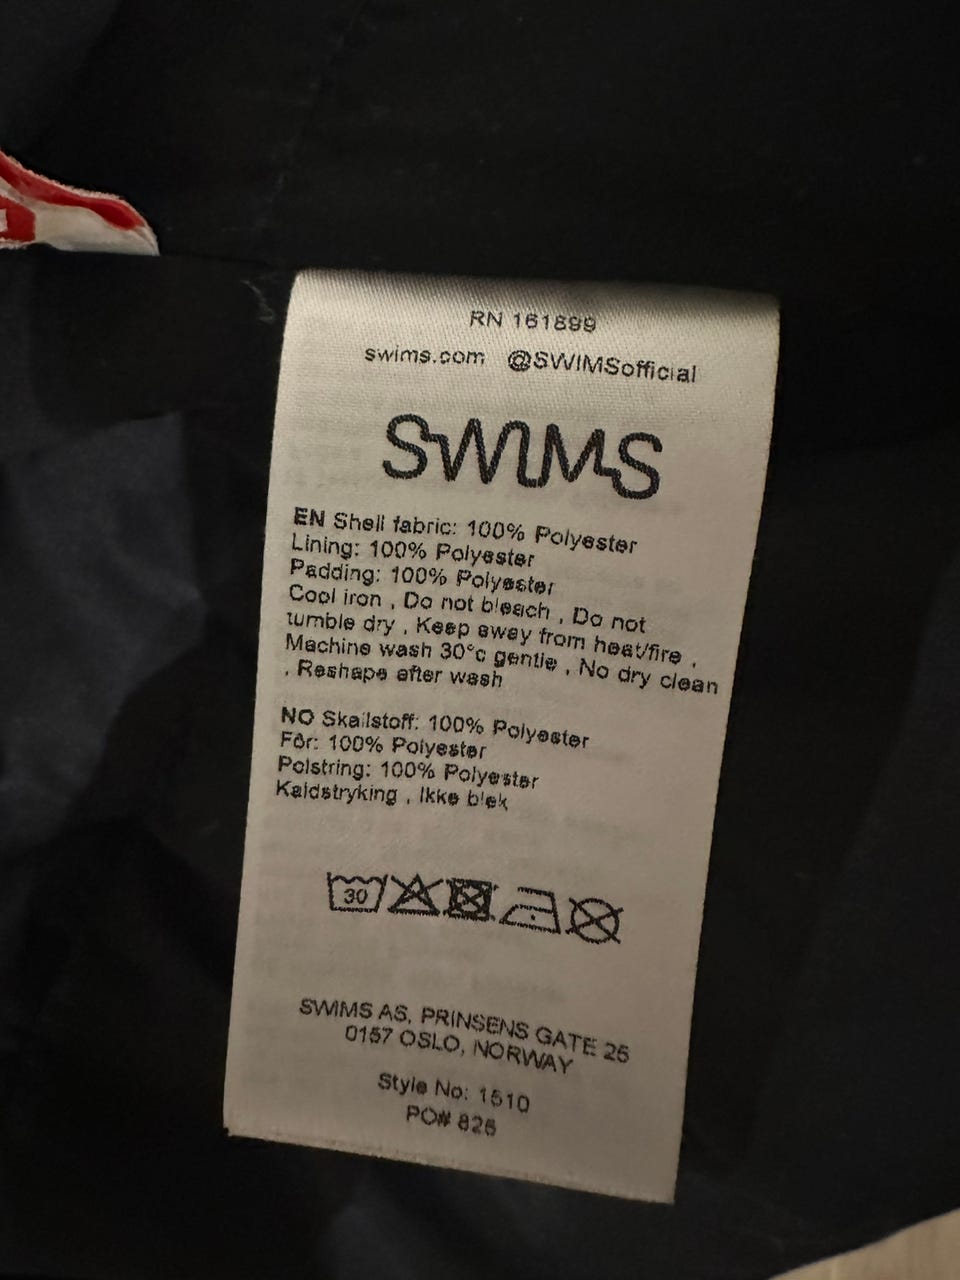 RN 161899
swims.com @SWIMSofficial
SWIMS
EN Shell fabric: 100% Polyester
Lining: 100% Polyester
Padding: 100% Polyester
Cool iron , Do not bleach , Do not
tumble dry , Keep away from heat/fire ,
Machine wash 30°c gentle , No dry clean
, Reshape after wash
NO Skallstoff: 100% Polyester
Fôr: 100% Polyester
Polstring: 100% Polyester
Kaldstryking , Ikke blek
30
SWIMS AS, PRINSENS GATE 25
0157 OSLO, NORWAY
Style No: 1510
PO# 825